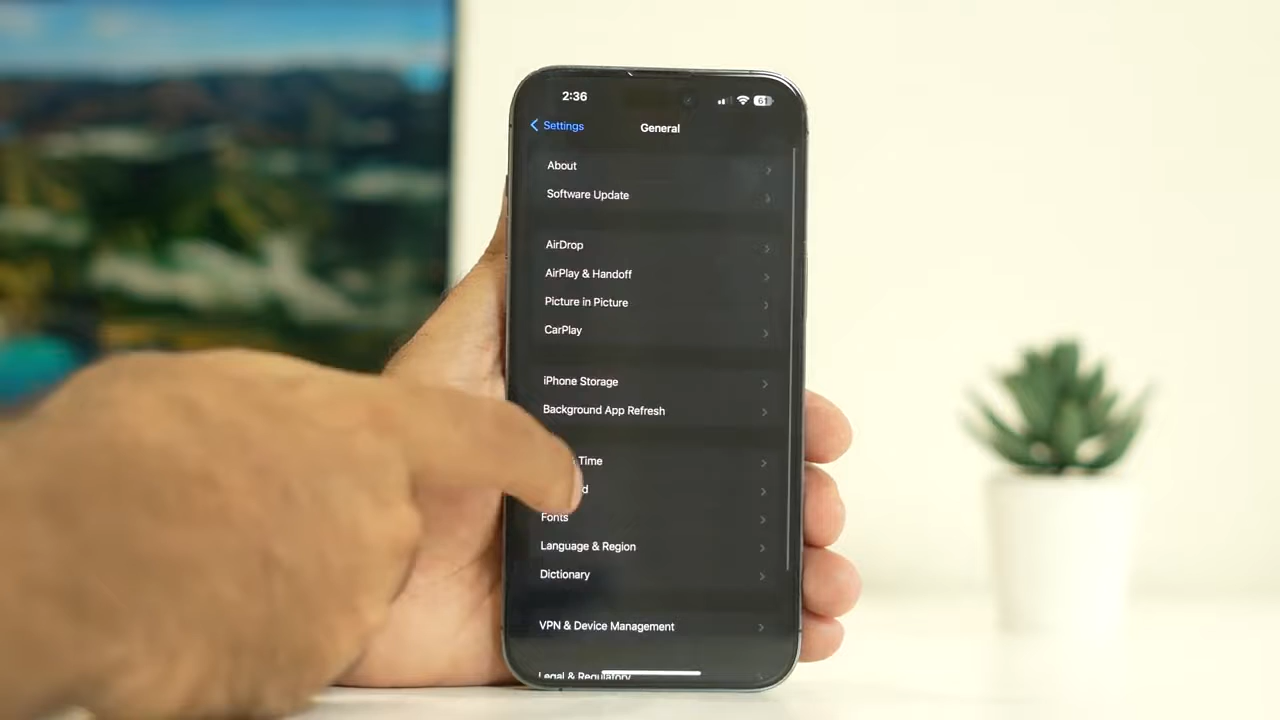 2:36
61
Settings
General
About
Software Update
AirDrop
AirPlay & Handoff
Picture in Picture
CarPlay
iPhone Storage
Background App Refresh
Time
Fonts
Language & Region
Dictionary
VPN & Device Management
Legal & Regulatory